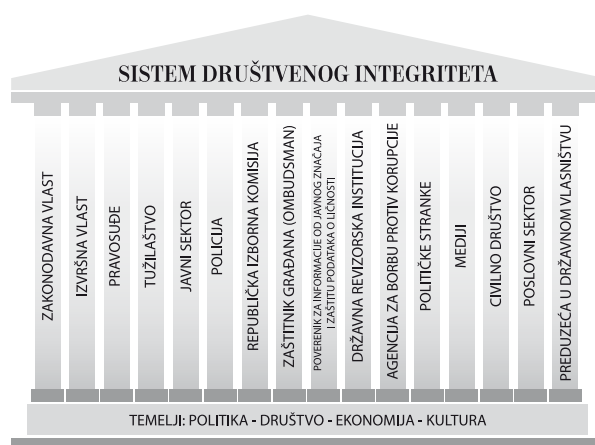 SISTEM DRUŠTVENOG INTEGRITETA
ZAKONODAVNA VLAST
IZVRŠNA VLAST
PRAVOSUĐE
TUŽILAŠTVO
JAVNI SEKTOR
POLICIJA
REPUBLIČKA IZBORNA KOMISIJA
ZAŠTITNIK GRAĐANA (OMBUDSMAN)
POVERENIK ZA INFORMACIJE OD JAVNOG ZNAČAJA
I ZAŠTITU PODATAKA O LIČNOSTI
DRŽAVNA REVIZORSKA INSTITUCIJA
AGENCIJA ZA BORBU PROTIV KORUPCIJE
POLITIČKE STRANKE
MEDIJI
CIVILNO DRUŠTVO
POSLOVNI SEKTOR
PREDUZEĆA U DRŽAVNOM VLASNIŠTVU
TEMELJI: POLITIKA - DRUŠTVO - EKONOMIJA - KULTURA